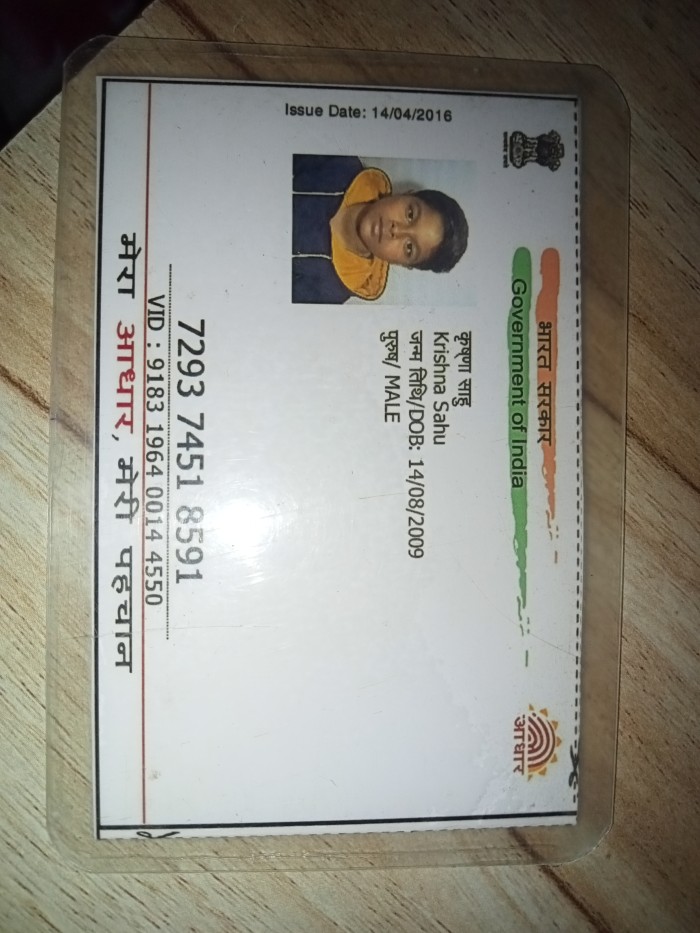 Issue Date: 14/04/2016
भारत सरकार
Government of India
कृष्णा साहु
Krishna Sahu
जन्म तिथि/DOB: 14/08/2009
पुरुष/ MALE
7293 7451 8591
VID : 9183 1964 0014 4550
मेरा आधार, मेरी पहचान
आधार